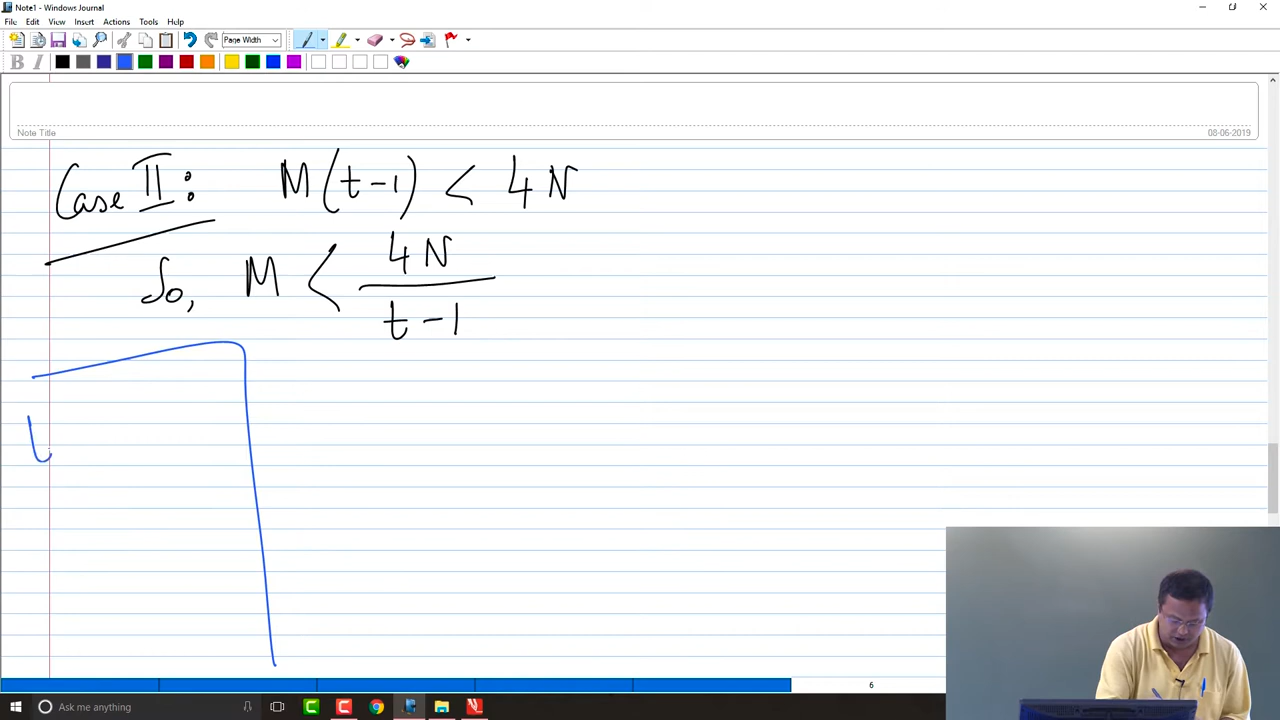 Note1 - Windows Journal
File Edit View Insert Actions Tools Help
Page Width
B I
Note Title
08-06-2019
Case II: M(t-1) < 4N
So, M < 4N / t-1
6
Ask me anything